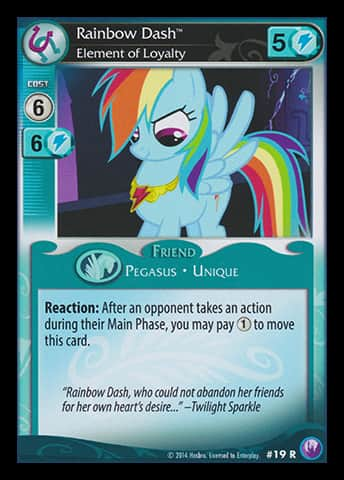 Rainbow Dash™
Element of Loyalty
5
COST
6
6
FRIEND
PEGASUS • UNIQUE
Reaction: After an opponent takes an action
during their Main Phase, you may pay 1 to move
this card.
"Rainbow Dash, who could not abandon her friends
for her own heart's desire..." –Twilight Sparkle
© 2014 Hasbro. Licensed to Enterplay. #19 R